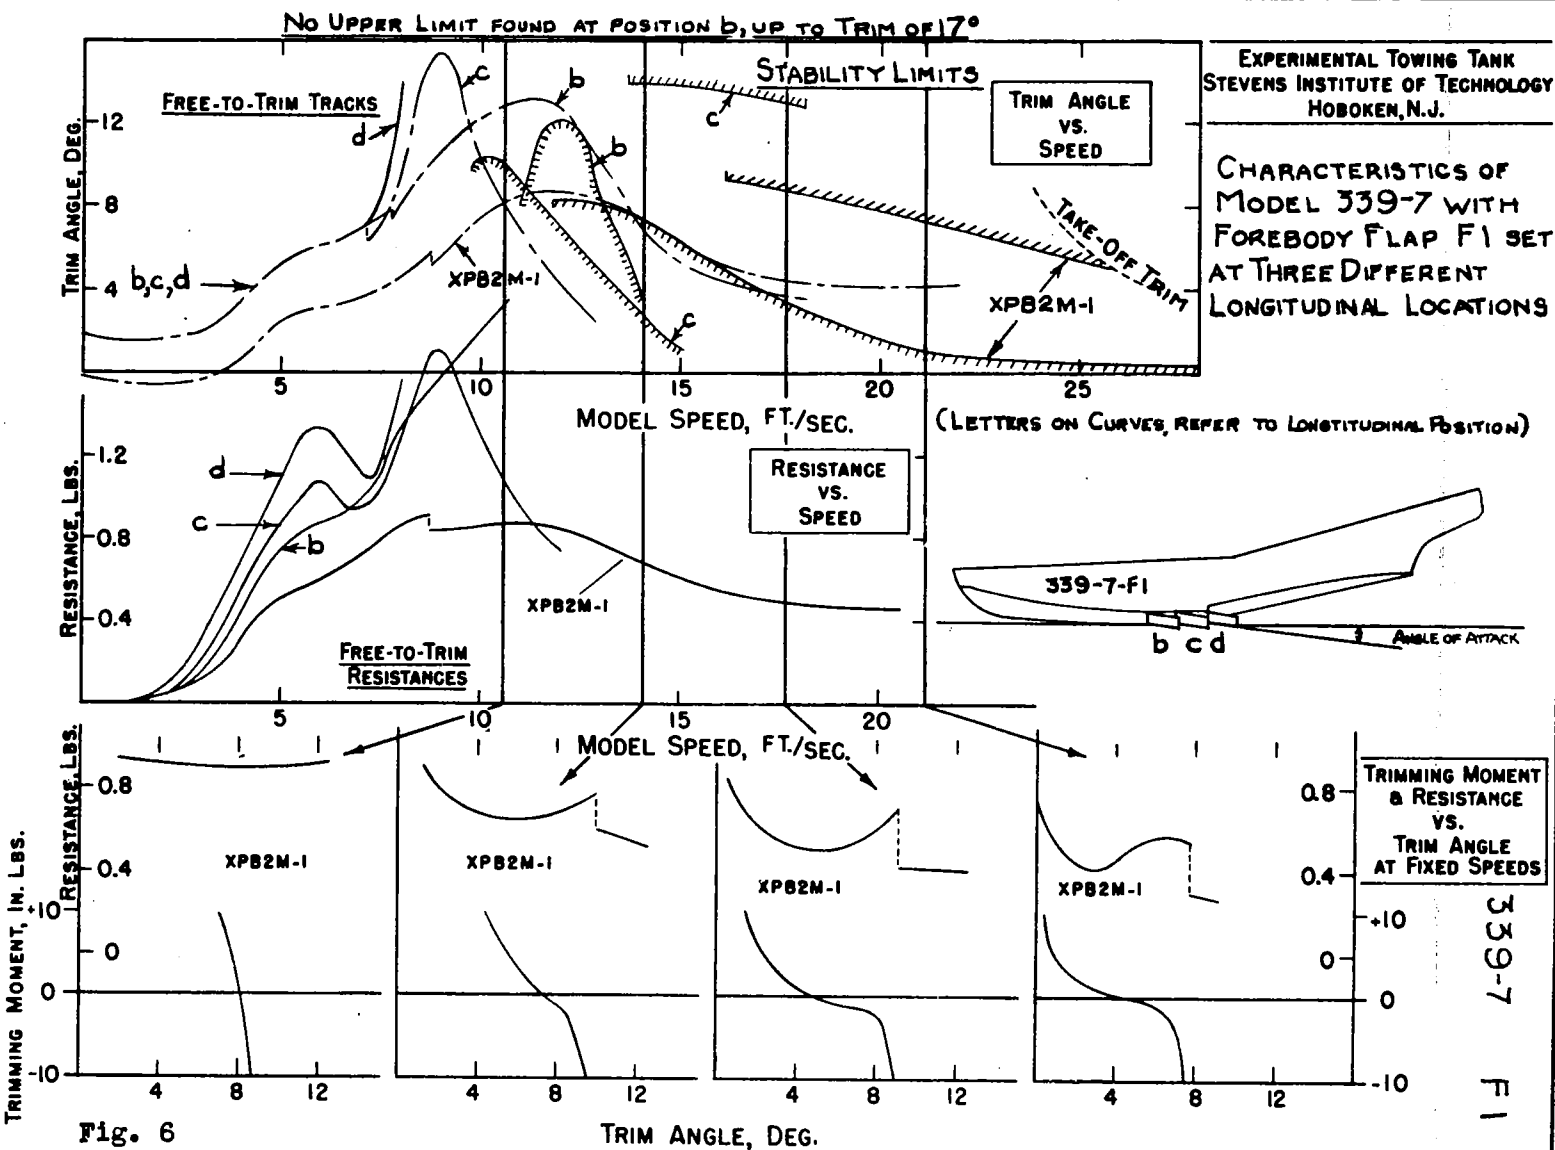 No Upper Limit found at Position b, up to Trim of 17°
Stability Limits
Free-to-Trim Tracks
Trim Angle
vs.
Speed
Trim Angle, Deg.
12
8
4
d
c
b
b
c
b,c,d
XPB2M-1
c
Take-Off Trim
XPB2M-1
5
10
15
20
25
Model Speed, Ft./Sec.
Experimental Towing Tank
Stevens Institute of Technology
Hoboken, N.J.
Characteristics of
Model 339-7 with
Forebody Flap F1 set
at Three Different
Longitudinal Locations
(Letters on Curves, refer to Longtitudinal Position)
Resistance
vs.
Speed
Resistance, Lbs.
1.2
0.8
0.4
d
c
b
XPB2M-1
Free-to-Trim
Resistances
5
10
15
20
Model Speed, Ft./Sec.
339-7-F1
b c d
Angle of Attack
Resistance, Lbs.
0.8
0.4
Trimming Moment, In. Lbs.
+10
0
0
-10
XPB2M-1
XPB2M-1
XPB2M-1
XPB2M-1
0.8
0.4
+10
0
0
-10
Trimming Moment
& Resistance
vs.
Trim Angle
at Fixed Speeds
4 8 12
4 8 12
4 8 12
4 8 12
Trim Angle, Deg.
Fig. 6
339-7 F1